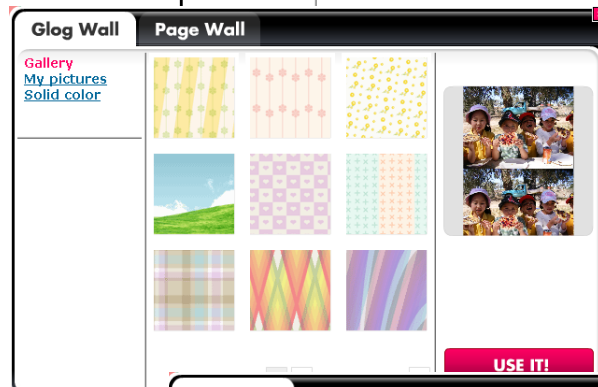 Glog Wall
Page Wall
Gallery
My pictures
Solid color
USE IT!